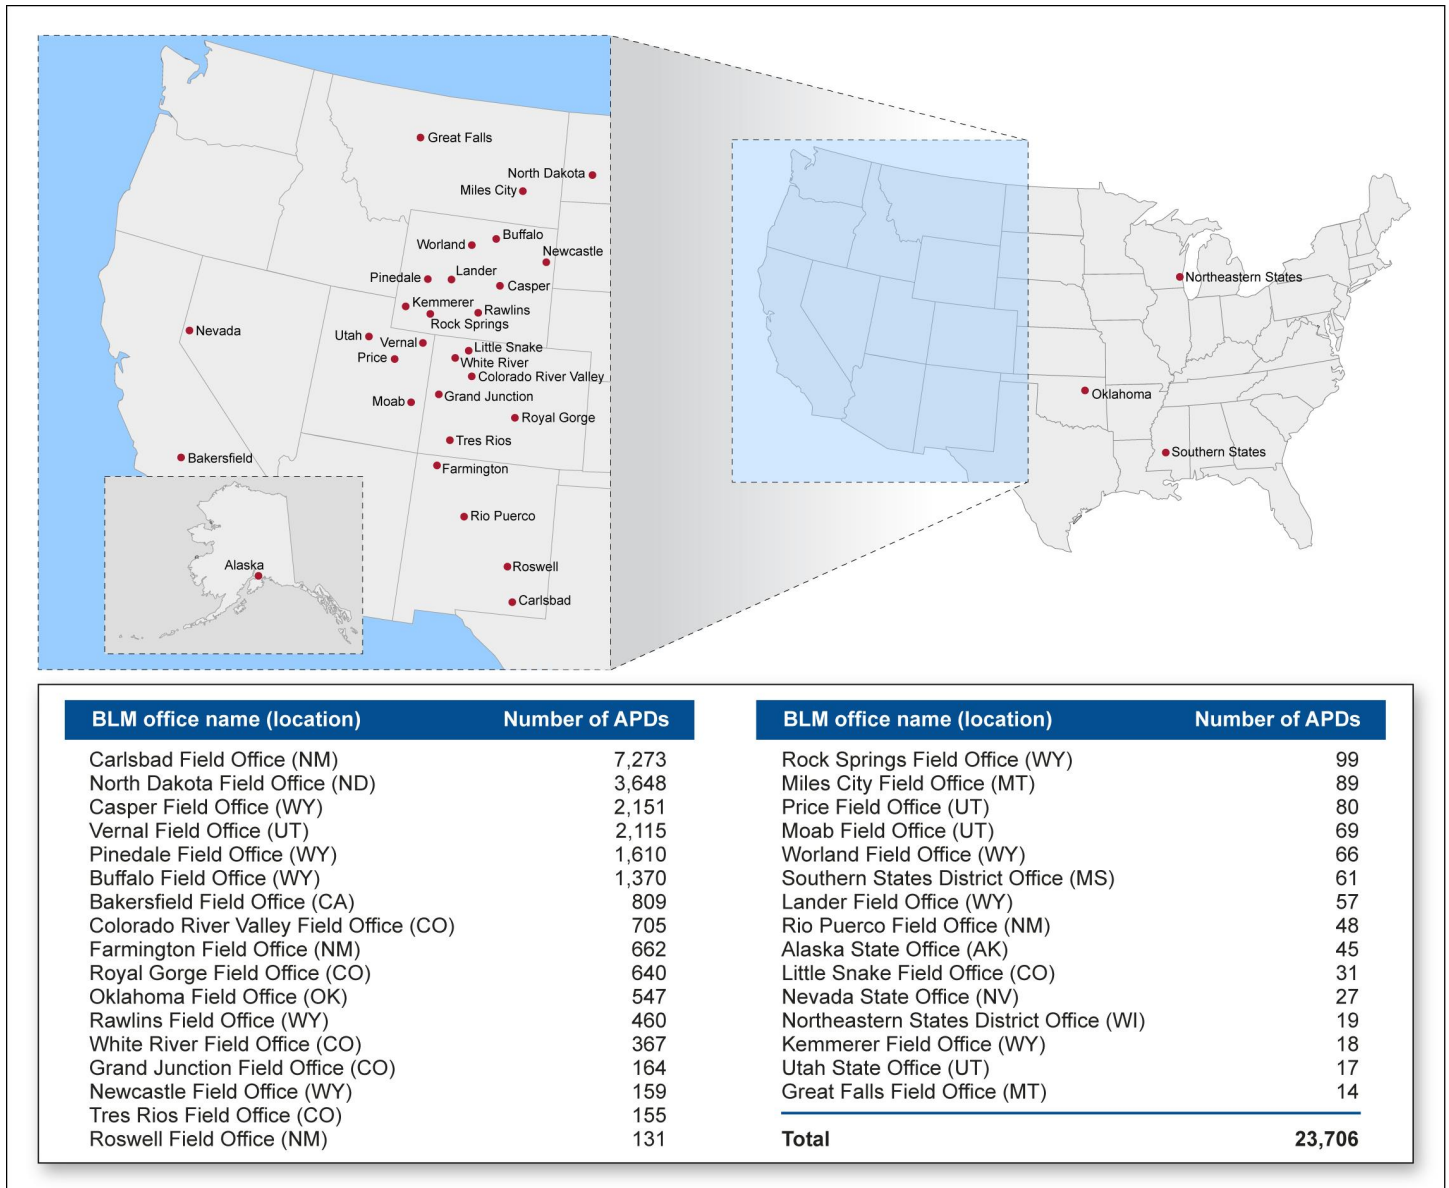 Great Falls
North Dakota
Miles City
Buffalo
Worland
Newcastle
Lander
Pinedale
Casper
Kemmerer
Rawlins
Rock Springs
Nevada
Utah
Vernal
Little Snake
Price
White River
Colorado River Valley
Grand Junction
Moab
Royal Gorge
Tres Rios
Bakersfield
Farmington
Rio Puerco
Alaska
Roswell
Carlsbad
Northeastern States
Oklahoma
Southern States
BLM office name (location) Number of APDs
Carlsbad Field Office (NM) 7,273
North Dakota Field Office (ND) 3,648
Casper Field Office (WY) 2,151
Vernal Field Office (UT) 2,115
Pinedale Field Office (WY) 1,610
Buffalo Field Office (WY) 1,370
Bakersfield Field Office (CA) 809
Colorado River Valley Field Office (CO) 705
Farmington Field Office (NM) 662
Royal Gorge Field Office (CO) 640
Oklahoma Field Office (OK) 547
Rawlins Field Office (WY) 460
White River Field Office (CO) 367
Grand Junction Field Office (CO) 164
Newcastle Field Office (WY) 159
Tres Rios Field Office (CO) 155
Roswell Field Office (NM) 131
BLM office name (location) Number of APDs
Rock Springs Field Office (WY) 99
Miles City Field Office (MT) 89
Price Field Office (UT) 80
Moab Field Office (UT) 69
Worland Field Office (WY) 66
Southern States District Office (MS) 61
Lander Field Office (WY) 57
Rio Puerco Field Office (NM) 48
Alaska State Office (AK) 45
Little Snake Field Office (CO) 31
Nevada State Office (NV) 27
Northeastern States District Office (WI) 19
Kemmerer Field Office (WY) 18
Utah State Office (UT) 17
Great Falls Field Office (MT) 14
Total 23,706